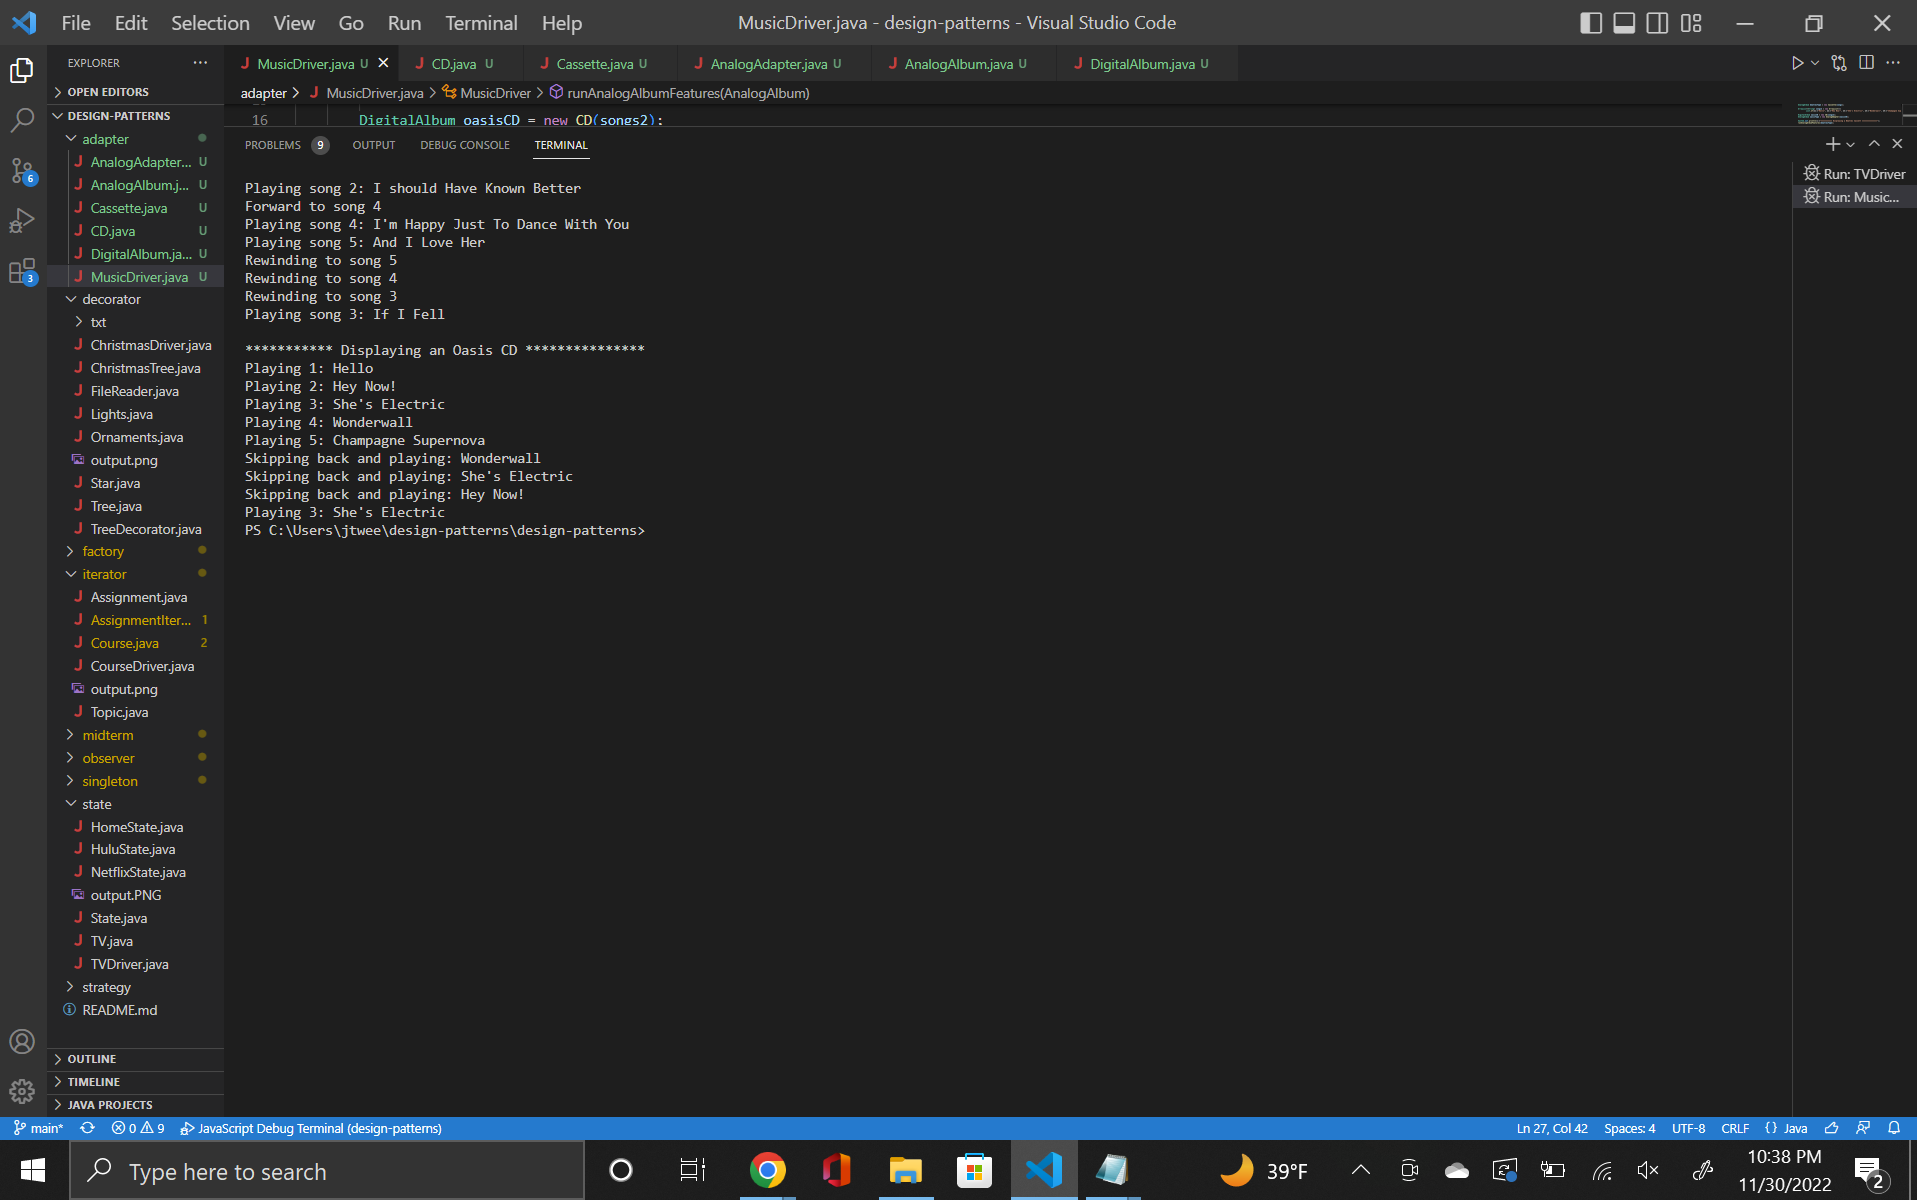 File Edit Selection View Go Run Terminal Help
MusicDriver.java - design-patterns - Visual Studio Code
EXPLORER
OPEN EDITORS
DESIGN-PATTERNS
adapter
AnalogAdapter... U
AnalogAlbum.j... U
Cassette.java U
CD.java U
DigitalAlbum.ja... U
MusicDriver.java U
decorator
txt
ChristmasDriver.java
ChristmasTree.java
FileReader.java
Lights.java
Ornaments.java
output.png
Star.java
Tree.java
TreeDecorator.java
factory
iterator
Assignment.java
AssignmentIter... 1
Course.java 2
CourseDriver.java
output.png
Topic.java
midterm
observer
singleton
state
HomeState.java
HuluState.java
NetflixState.java
output.PNG
State.java
TV.java
TVDriver.java
strategy
README.md
OUTLINE
TIMELINE
JAVA PROJECTS
6
3
MusicDriver.java U CD.java U Cassette.java U AnalogAdapter.java U AnalogAlbum.java U DigitalAlbum.java U
adapter > MusicDriver.java > MusicDriver > runAnalogAlbumFeatures(AnalogAlbum)
16 DigitalAlbum oasisCD = new CD(songs2);
PROBLEMS 9 OUTPUT DEBUG CONSOLE TERMINAL
Playing song 2: I should Have Known Better
Forward to song 4
Playing song 4: I'm Happy Just To Dance With You
Playing song 5: And I Love Her
Rewinding to song 5
Rewinding to song 4
Rewinding to song 3
Playing song 3: If I Fell
*********** Displaying an Oasis CD ***************
Playing 1: Hello
Playing 2: Hey Now!
Playing 3: She's Electric
Playing 4: Wonderwall
Playing 5: Champagne Supernova
Skipping back and playing: Wonderwall
Skipping back and playing: She's Electric
Skipping back and playing: Hey Now!
Playing 3: She's Electric
PS C:\Users\jtwee\design-patterns\design-patterns>
Run: TVDriver
Run: Music...
main* 0 9 JavaScript Debug Terminal (design-patterns)
Ln 27, Col 42 Spaces: 4 UTF-8 CRLF {} Java
Type here to search
39°F
10:38 PM
11/30/2022
2